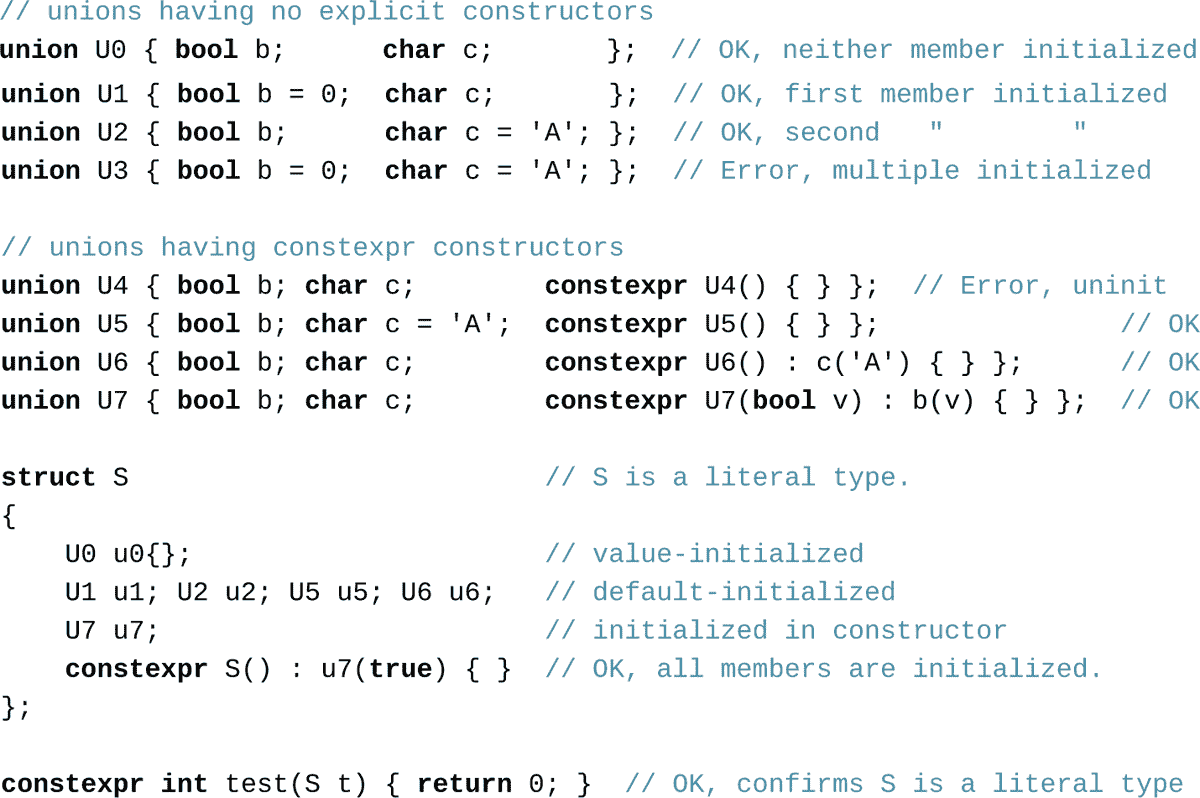 // unions having no explicit constructors
union U0 { bool b;      char c;       };  // OK, neither member initialized
union U1 { bool b = 0;  char c;       };  // OK, first member initialized
union U2 { bool b;      char c = 'A'; };  // OK, second   "        "
union U3 { bool b = 0;  char c = 'A'; };  // Error, multiple initialized

// unions having constexpr constructors
union U4 { bool b; char c;        constexpr U4() { } };  // Error, uninit
union U5 { bool b; char c = 'A';  constexpr U5() { } };               // OK
union U6 { bool b; char c;        constexpr U6() : c('A') { } };      // OK
union U7 { bool b; char c;        constexpr U7(bool v) : b(v) { } };  // OK

struct S                          // S is a literal type.
{
    U0 u0{};                      // value-initialized
    U1 u1; U2 u2; U5 u5; U6 u6;   // default-initialized
    U7 u7;                        // initialized in constructor
    constexpr S() : u7(true) { }  // OK, all members are initialized.
};

constexpr int test(S t) { return 0; }  // OK, confirms S is a literal type